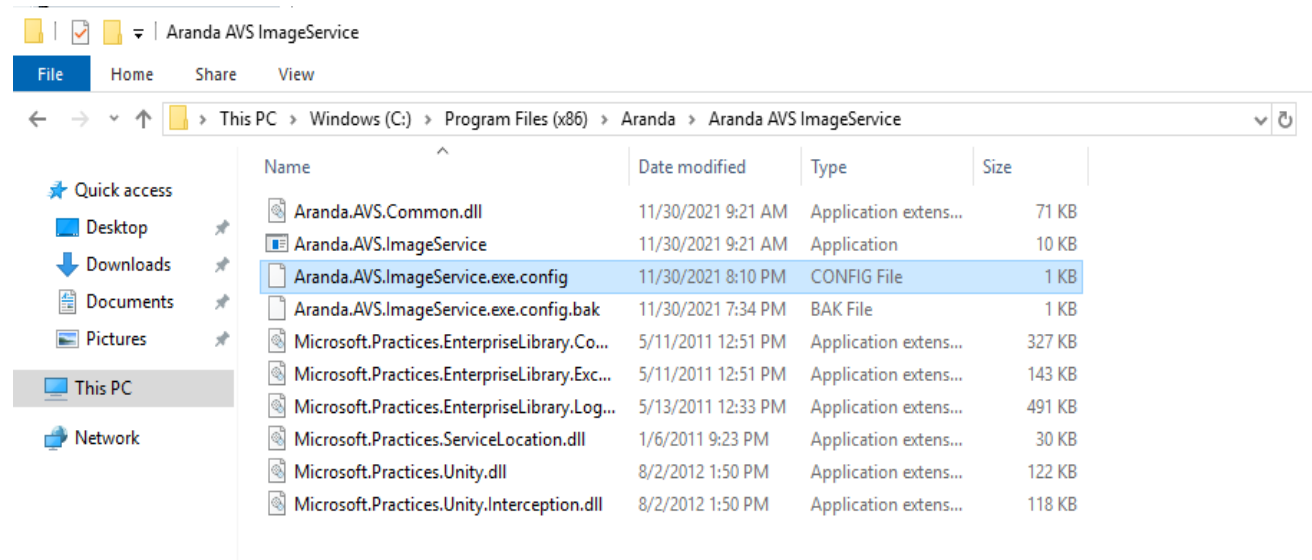 Aranda AVS ImageService
File Home Share View
This PC Windows (C:) Program Files (x86) Aranda Aranda AVS ImageService
Name Date modified Type Size
Quick access
Desktop
Downloads
Documents
Pictures
This PC
Network
Aranda.AVS.Common.dll 11/30/2021 9:21 AM Application extens... 71 KB
Aranda.AVS.ImageService 11/30/2021 9:21 AM Application 10 KB
Aranda.AVS.ImageService.exe.config 11/30/2021 8:10 PM CONFIG File 1 KB
Aranda.AVS.ImageService.exe.config.bak 11/30/2021 7:34 PM BAK File 1 KB
Microsoft.Practices.EnterpriseLibrary.Co... 5/11/2011 12:51 PM Application extens... 327 KB
Microsoft.Practices.EnterpriseLibrary.Exc... 5/11/2011 12:51 PM Application extens... 143 KB
Microsoft.Practices.EnterpriseLibrary.Log... 5/13/2011 12:33 PM Application extens... 491 KB
Microsoft.Practices.ServiceLocation.dll 1/6/2011 9:23 PM Application extens... 30 KB
Microsoft.Practices.Unity.dll 8/2/2012 1:50 PM Application extens... 122 KB
Microsoft.Practices.Unity.Interception.dll 8/2/2012 1:50 PM Application extens... 118 KB